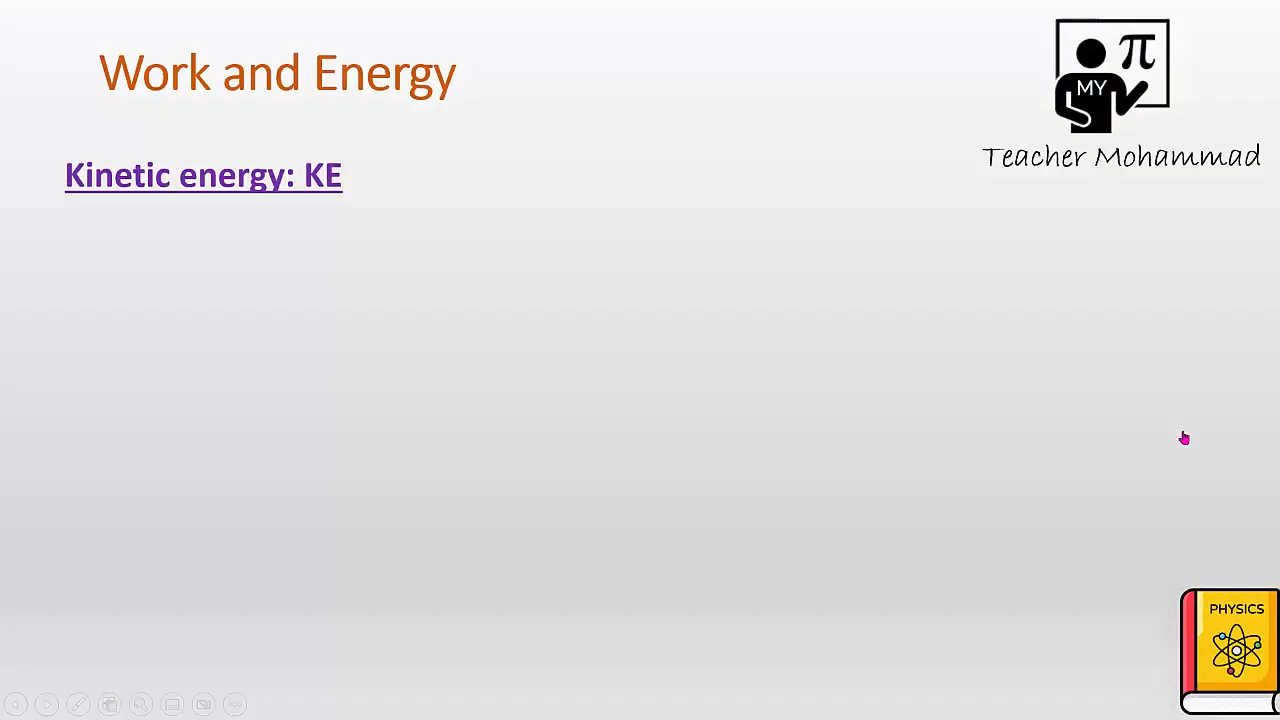 Work and Energy
π
MY
Teacher Mohammad
Kinetic energy: KE
PHYSICS